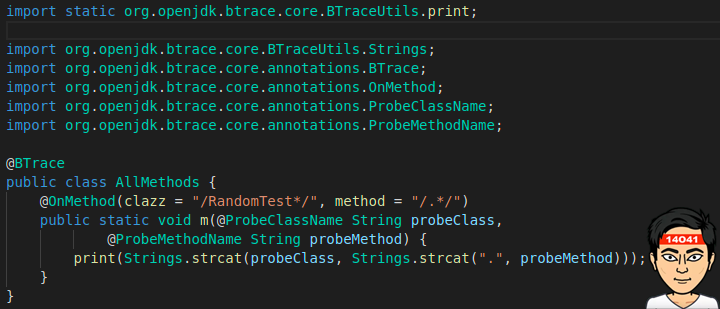 import static org.openjdk.btrace.core.BTraceUtils.print;
import org.openjdk.btrace.core.BTraceUtils.Strings;
import org.openjdk.btrace.core.annotations.BTrace;
import org.openjdk.btrace.core.annotations.OnMethod;
import org.openjdk.btrace.core.annotations.ProbeClassName;
import org.openjdk.btrace.core.annotations.ProbeMethodName;
@BTrace
public class AllMethods {
@OnMethod(clazz = "/RandomTest*/", method = "/.*/")
public static void m(@ProbeClassName String probeClass,
@ProbeMethodName String probeMethod) {
print(Strings.strcat(probeClass, Strings.strcat(".", probeMethod)));
}
}
14041